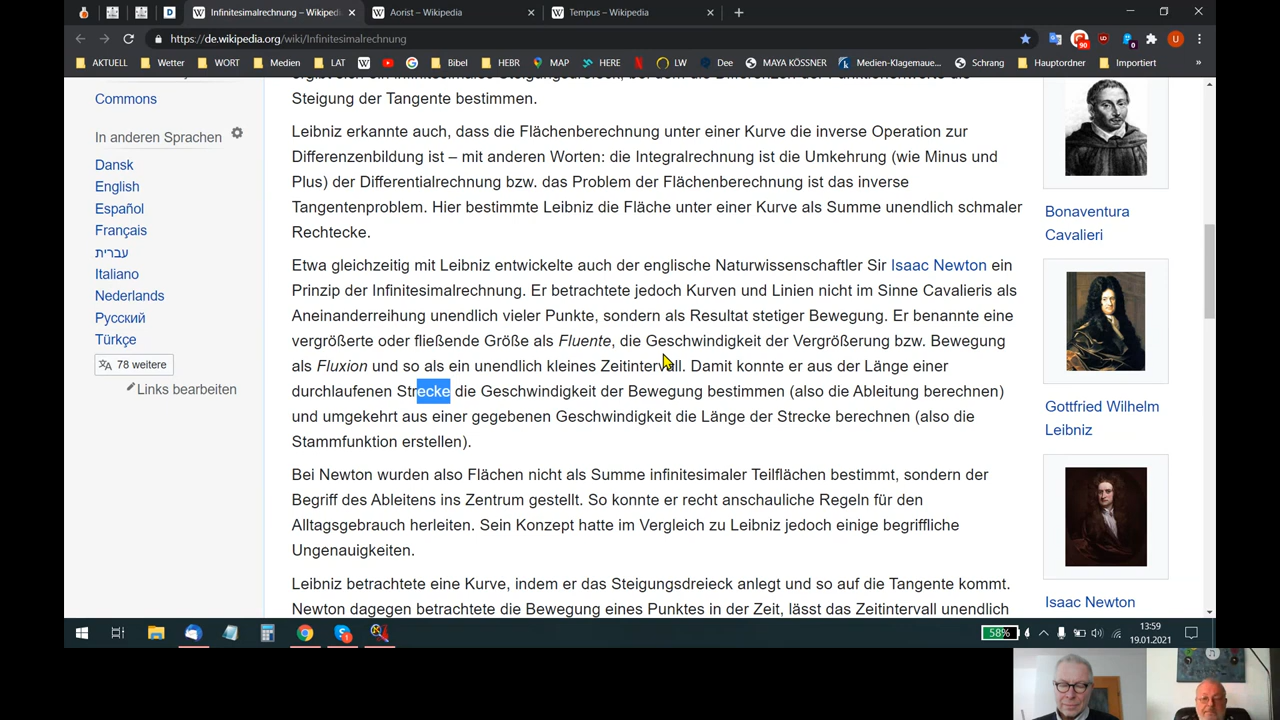 Infinitesimalrechnung – Wikipedi
Aorist – Wikipedia
Tempus – Wikipedia
https://de.wikipedia.org/wiki/Infinitesimalrechnung
90
U
0
AKTUELL
Wetter
WORT
Medien
LAT
Bibel
HEBR
MAP
HERE
LW
Dee
MAYA KÖSSNER
Medien-Klagemaue...
Schrang
Hauptordner
Importiert
»
Steigung der Tangente bestimmen.
Leibniz erkannte auch, dass die Flächenberechnung unter einer Kurve die inverse Operation zur
Differenzenbildung ist – mit anderen Worten: die Integralrechnung ist die Umkehrung (wie Minus und
Plus) der Differentialrechnung bzw. das Problem der Flächenberechnung ist das inverse
Tangentenproblem. Hier bestimmte Leibniz die Fläche unter einer Kurve als Summe unendlich schmaler
Rechtecke.
Etwa gleichzeitig mit Leibniz entwickelte auch der englische Naturwissenschaftler Sir Isaac Newton ein
Prinzip der Infinitesimalrechnung. Er betrachtete jedoch Kurven und Linien nicht im Sinne Cavalieris als
Aneinanderreihung unendlich vieler Punkte, sondern als Resultat stetiger Bewegung. Er benannte eine
vergrößerte oder fließende Größe als Fluente, die Geschwindigkeit der Vergrößerung bzw. Bewegung
als Fluxion und so als ein unendlich kleines Zeitintervall. Damit konnte er aus der Länge einer
durchlaufenen Strecke die Geschwindigkeit der Bewegung bestimmen (also die Ableitung berechnen)
und umgekehrt aus einer gegebenen Geschwindigkeit die Länge der Strecke berechnen (also die
Stammfunktion erstellen).
Bei Newton wurden also Flächen nicht als Summe infinitesimaler Teilflächen bestimmt, sondern der
Begriff des Ableitens ins Zentrum gestellt. So konnte er recht anschauliche Regeln für den
Alltagsgebrauch herleiten. Sein Konzept hatte im Vergleich zu Leibniz jedoch einige begriffliche
Ungenauigkeiten.
Leibniz betrachtete eine Kurve, indem er das Steigungsdreieck anlegt und so auf die Tangente kommt.
Newton dagegen betrachtete die Bewegung eines Punktes in der Zeit, lässt das Zeitintervall unendlich
Commons
In anderen Sprachen
Dansk
English
Español
Français
עברית
Italiano
Nederlands
Русский
Türkçe
78 weitere
Links bearbeiten
Bonaventura
Cavalieri
Gottfried Wilhelm
Leibniz
Isaac Newton
58%
13:59
19.01.2021